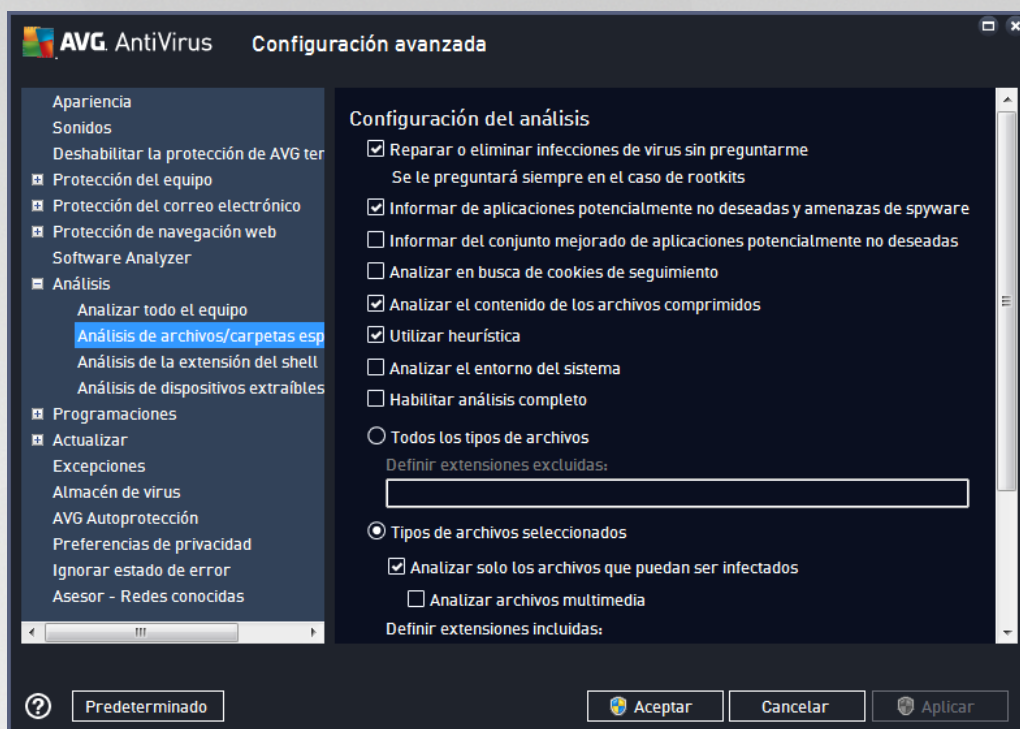 AVG. AntiVirus Configuración avanzada
Apariencia
Sonidos
Deshabilitar la protección de AVG ter
Protección del equipo
Protección del correo electrónico
Protección de navegación web
Software Analyzer
Análisis
Analizar todo el equipo
Análisis de archivos/carpetas esp
Análisis de la extensión del shell
Análisis de dispositivos extraíbles
Programaciones
Actualizar
Excepciones
Almacén de virus
AVG Autoprotección
Preferencias de privacidad
Ignorar estado de error
Asesor - Redes conocidas
Configuración del análisis
Reparar o eliminar infecciones de virus sin preguntarme
Se le preguntará siempre en el caso de rootkits
Informar de aplicaciones potencialmente no deseadas y amenazas de spyware
Informar del conjunto mejorado de aplicaciones potencialmente no deseadas
Analizar en busca de cookies de seguimiento
Analizar el contenido de los archivos comprimidos
Utilizar heurística
Analizar el entorno del sistema
Habilitar análisis completo
Todos los tipos de archivos
Definir extensiones excluidas:
Tipos de archivos seleccionados
Analizar solo los archivos que puedan ser infectados
Analizar archivos multimedia
Definir extensiones incluidas:
? Predeterminado Aceptar Cancelar Aplicar